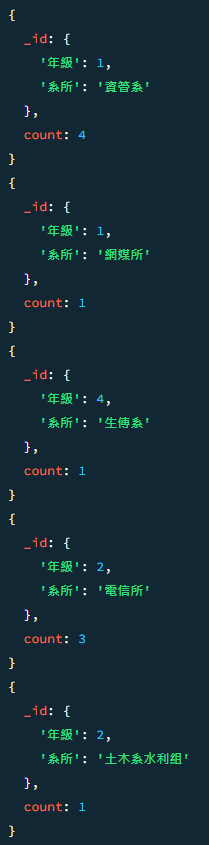 {
  _id: {
    '年級': 1,
    '系所': '資管系'
  },
  count: 4
}
{
  _id: {
    '年級': 1,
    '系所': '網媒所'
  },
  count: 1
}
{
  _id: {
    '年級': 4,
    '系所': '生傳系'
  },
  count: 1
}
{
  _id: {
    '年級': 2,
    '系所': '電信所'
  },
  count: 3
}
{
  _id: {
    '年級': 2,
    '系所': '土木系水利組'
  },
  count: 1
}